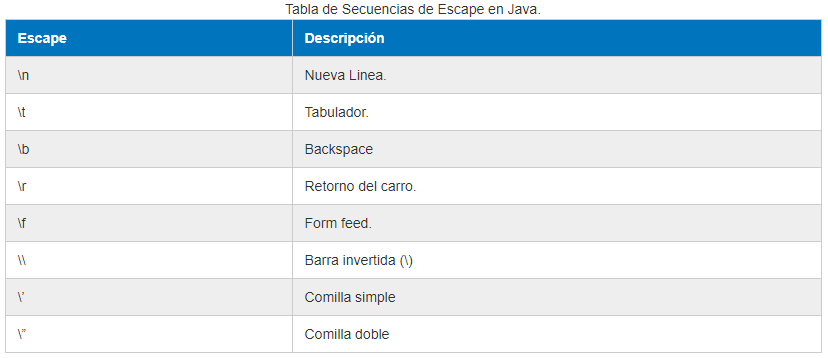 Tabla de Secuencias de Escape en Java.
Escape Descripción
\n Nueva Linea.
\t Tabulador.
\b Backspace
\r Retorno del carro.
\f Form feed.
\\ Barra invertida (\)
\’ Comilla simple
\” Comilla doble